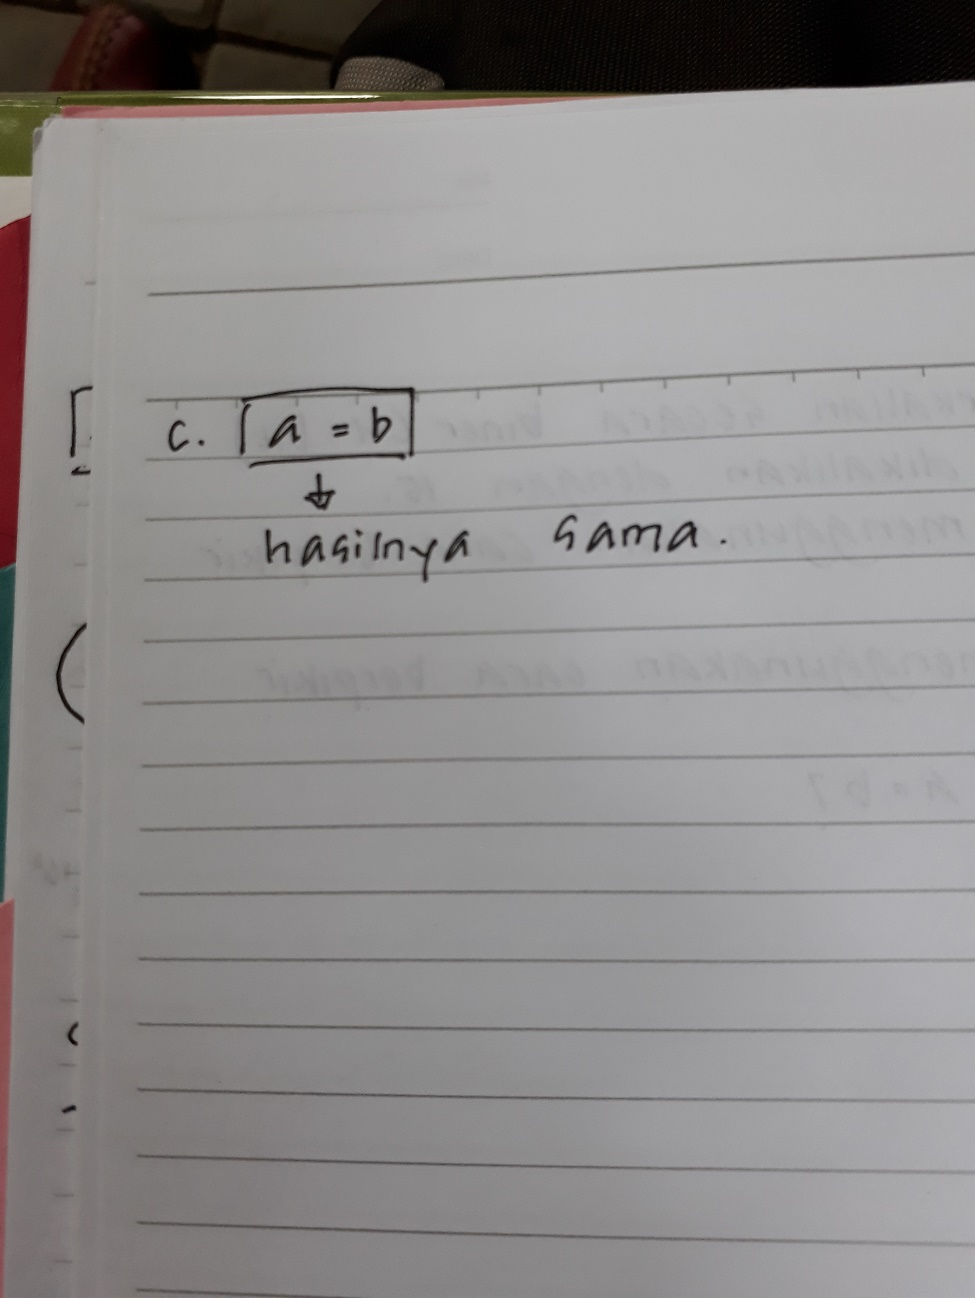 c. a = b
↓
hasilnya sama.